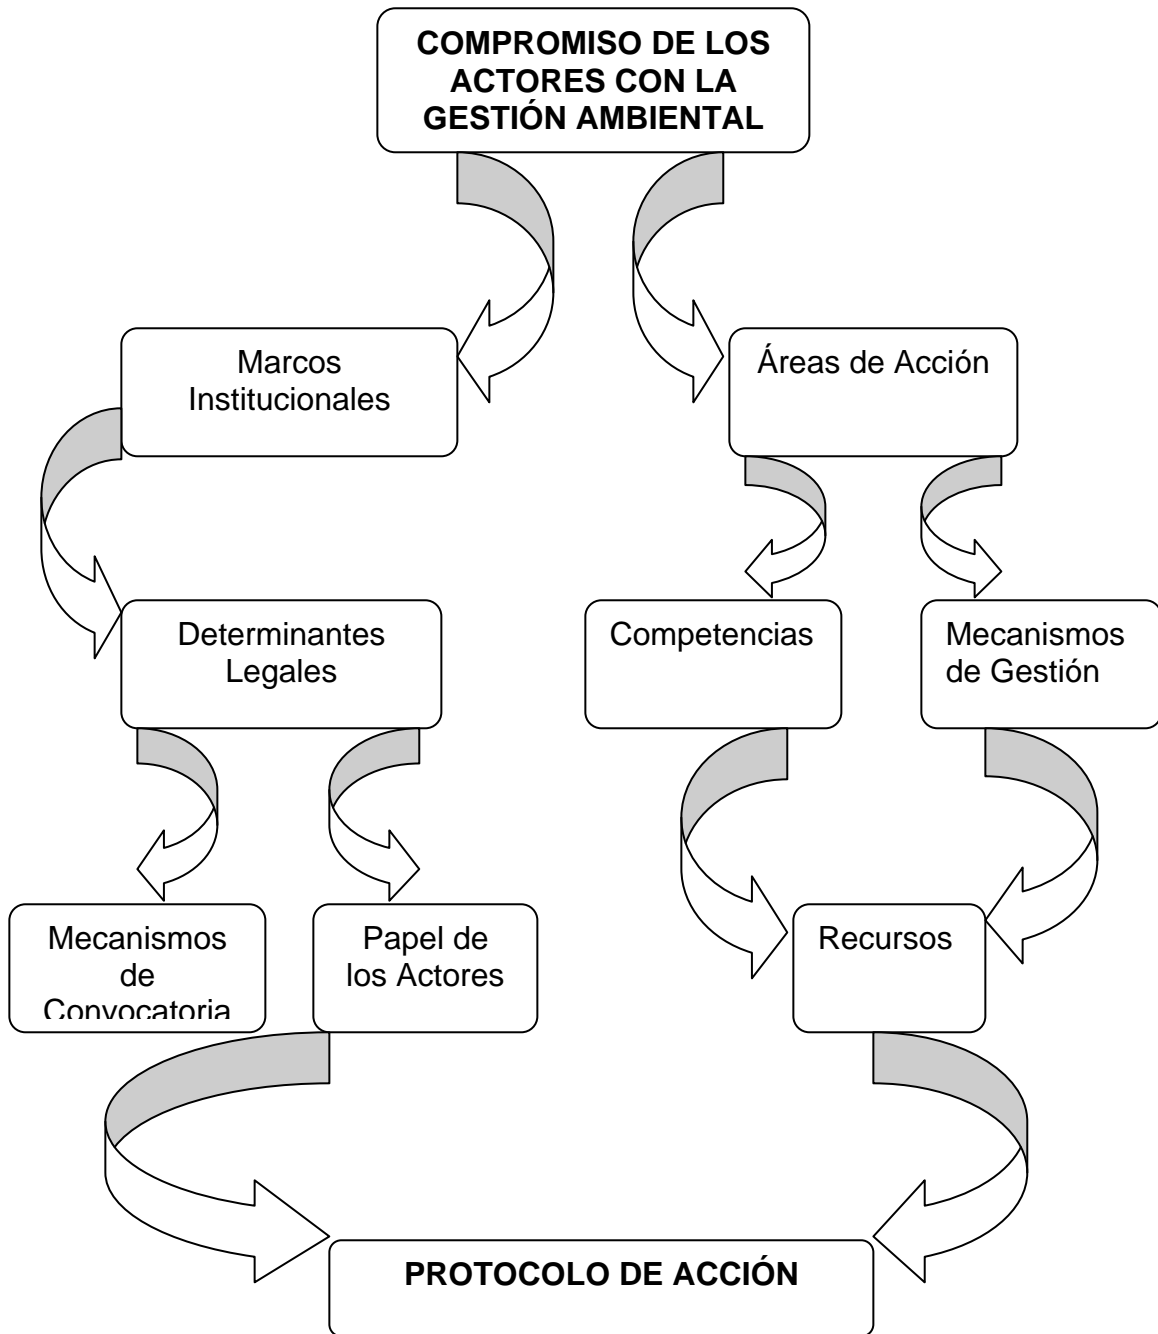 COMPROMISO DE LOS
ACTORES CON LA
GESTIÓN AMBIENTAL
Marcos
Institucionales
Áreas de Acción
Determinantes
Legales
Competencias
Mecanismos
de Gestión
Mecanismos
de
Convocatoria
Papel de
los Actores
Recursos
PROTOCOLO DE ACCIÓN